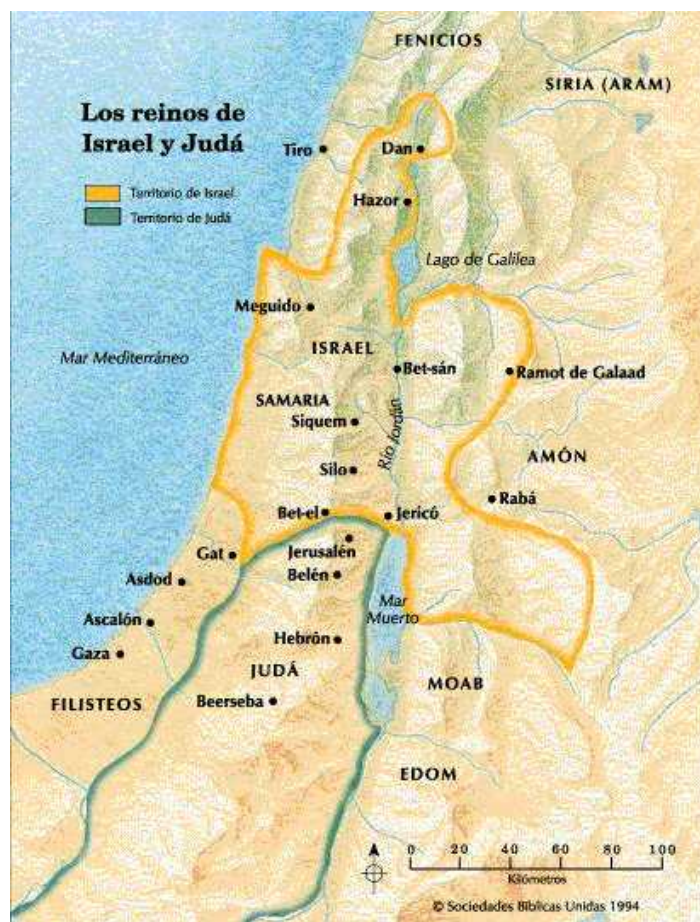 FENICIOS
SIRIA (ARAM)
Los reinos de
Israel y Judá
Tiro
Dan
Territorio de Israel
Territorio de Judá
Hazor
Lago de Galilea
Meguido
Mar Mediterráneo
ISRAEL
Bet-sán
Ramot de Galaad
SAMARIA
Siquem
Río Jordán
Silo
AMÓN
Rabá
Bet-el
Jericó
Gat
Jerusalén
Belén
Asdod
Mar
Muerto
Ascalón
Gaza
Hebrón
JUDÁ
MOAB
FILISTEOS
Beerseba
EDOM
0 20 40 60 80 100
Kilómetros
© Sociedades Bíblicas Unidas 1994